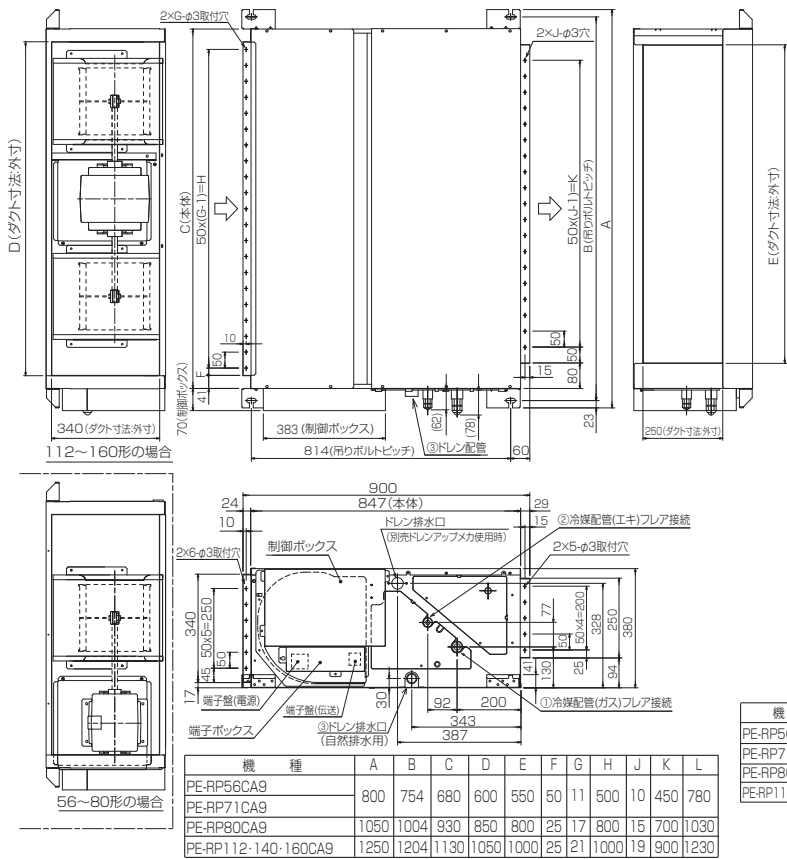 2×G-φ3取付穴
2×J-φ3穴
D(ダクト寸法:外寸)
C(本体)
50x(G-1)=H
50x(J-1)=K
B(吊りボルトピッチ)
A
E(ダクト寸法:外寸)
10
50
F
41
70(制御ボックス)
50
50
80
15
23
(62)
(78)
340(ダクト寸法:外寸)
112~160形の場合
383(制御ボックス)
③ドレン配管
814(吊りボルトピッチ)
60
250(ダクト寸法:外寸)
900
24
847(本体)
29
10
15
ドレン排水口
(別売ドレンアップメカ使用時)
②冷媒配管(エキ)フレア接続
制御ボックス
2×6-φ3取付穴
2×5-φ3取付穴
340
50x5=250
50
45
17
77
50
130
41
50x4=200
25
328
250
94
380
端子盤(電源)
端子盤(伝送)
端子ボックス
30
③ドレン排水口
(自然排水用)
92
200
343
387
①冷媒配管(ガス)フレア接続
56~80形の場合
機 種 A B C D E F G H J K L
PE-RP56CA9
PE-RP71CA9
800 754 680 600 550 50 11 500 10 450 780
PE-RP80CA9 1050 1004 930 850 800 25 17 800 15 700 1030
PE-RP112·140·160CA9 1250 1204 1130 1050 1000 25 21 1000 19 900 1230
機
PE-RP5
PE-RP7
PE-RP8
PE-RP11